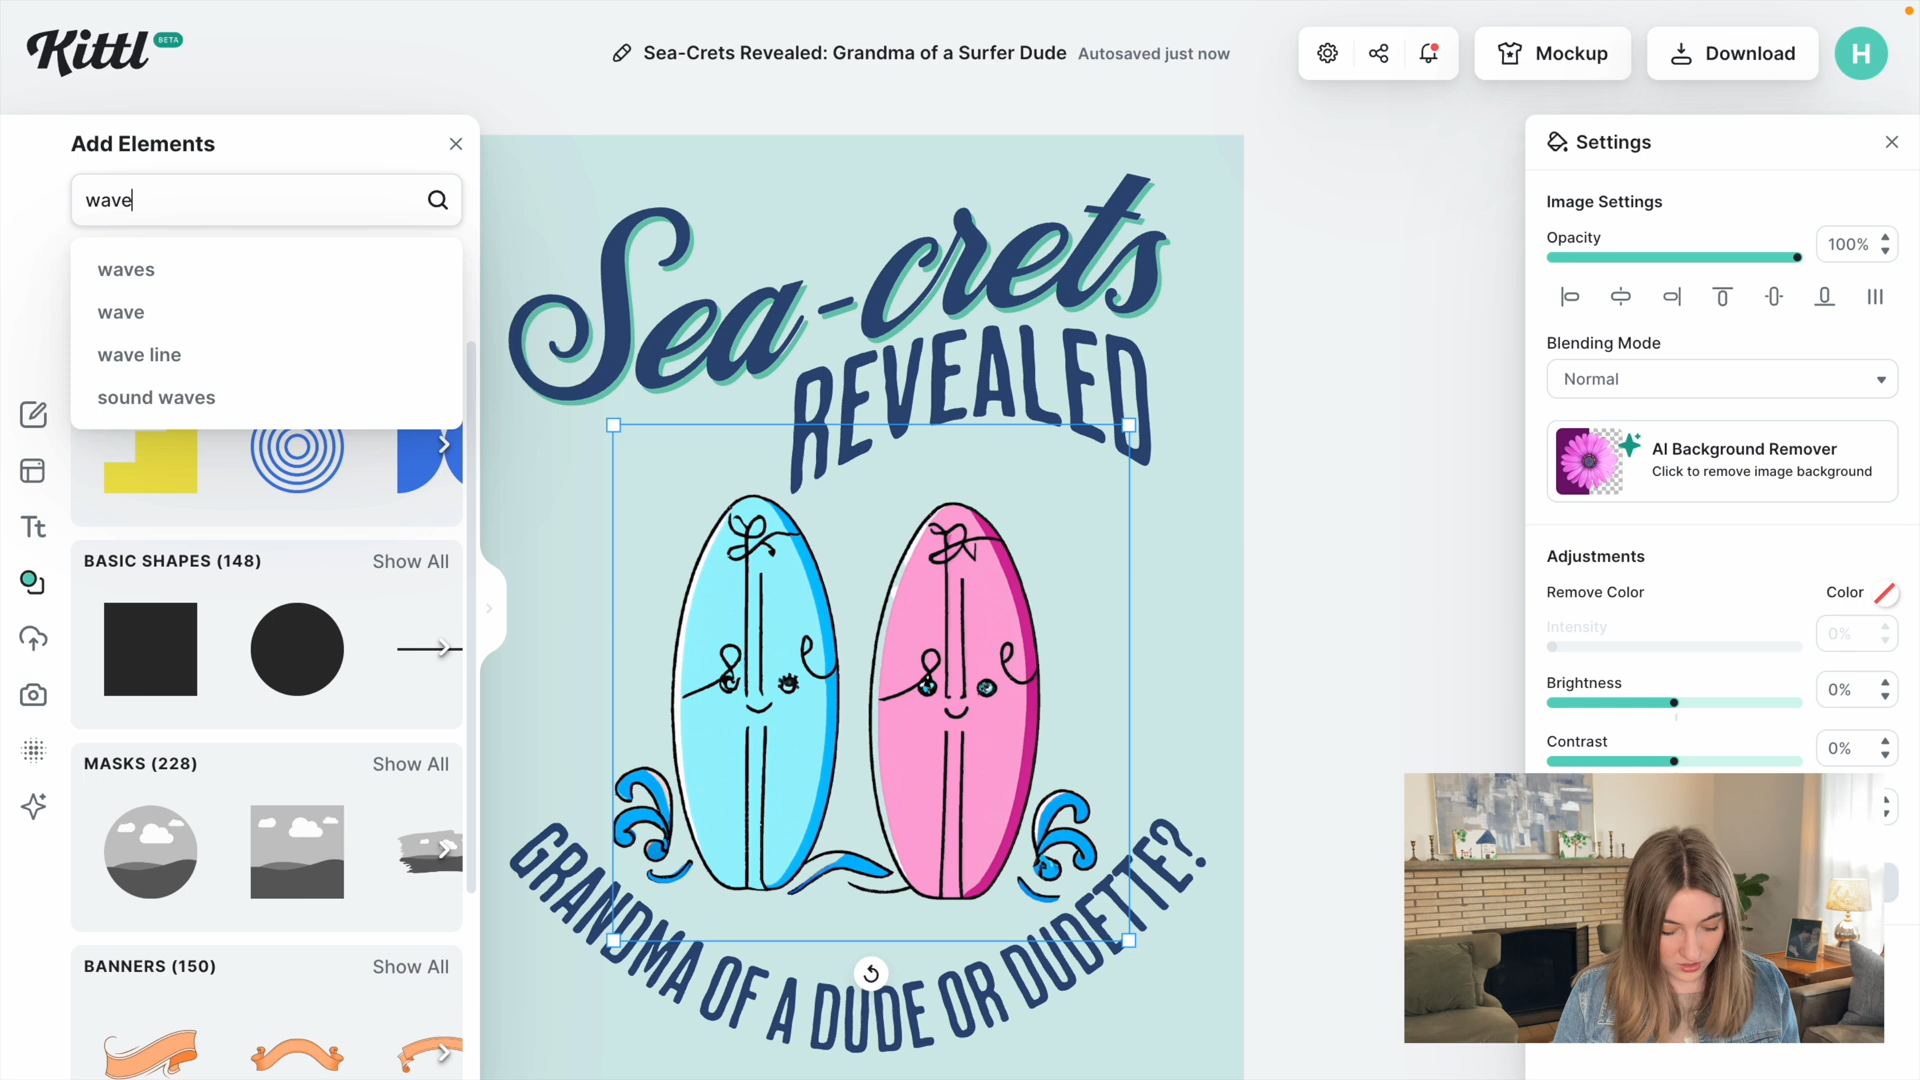 Kittl BETA
Sea-Crets Revealed: Grandma of a Surfer Dude Autosaved just now
Mockup
Download
H
Add Elements
wave
waves
wave
wave line
sound waves
BASIC SHAPES (148) Show All
MASKS (228) Show All
BANNERS (150) Show All
Tt
Sea-crets
REVEALED
GRANDMA OF A DUDE OR DUDETTE?
Settings
Image Settings
Opacity
100%
Blending Mode
Normal
AI Background Remover
Click to remove image background
Adjustments
Remove Color Color
Intensity
0%
Brightness
0%
Contrast
0%